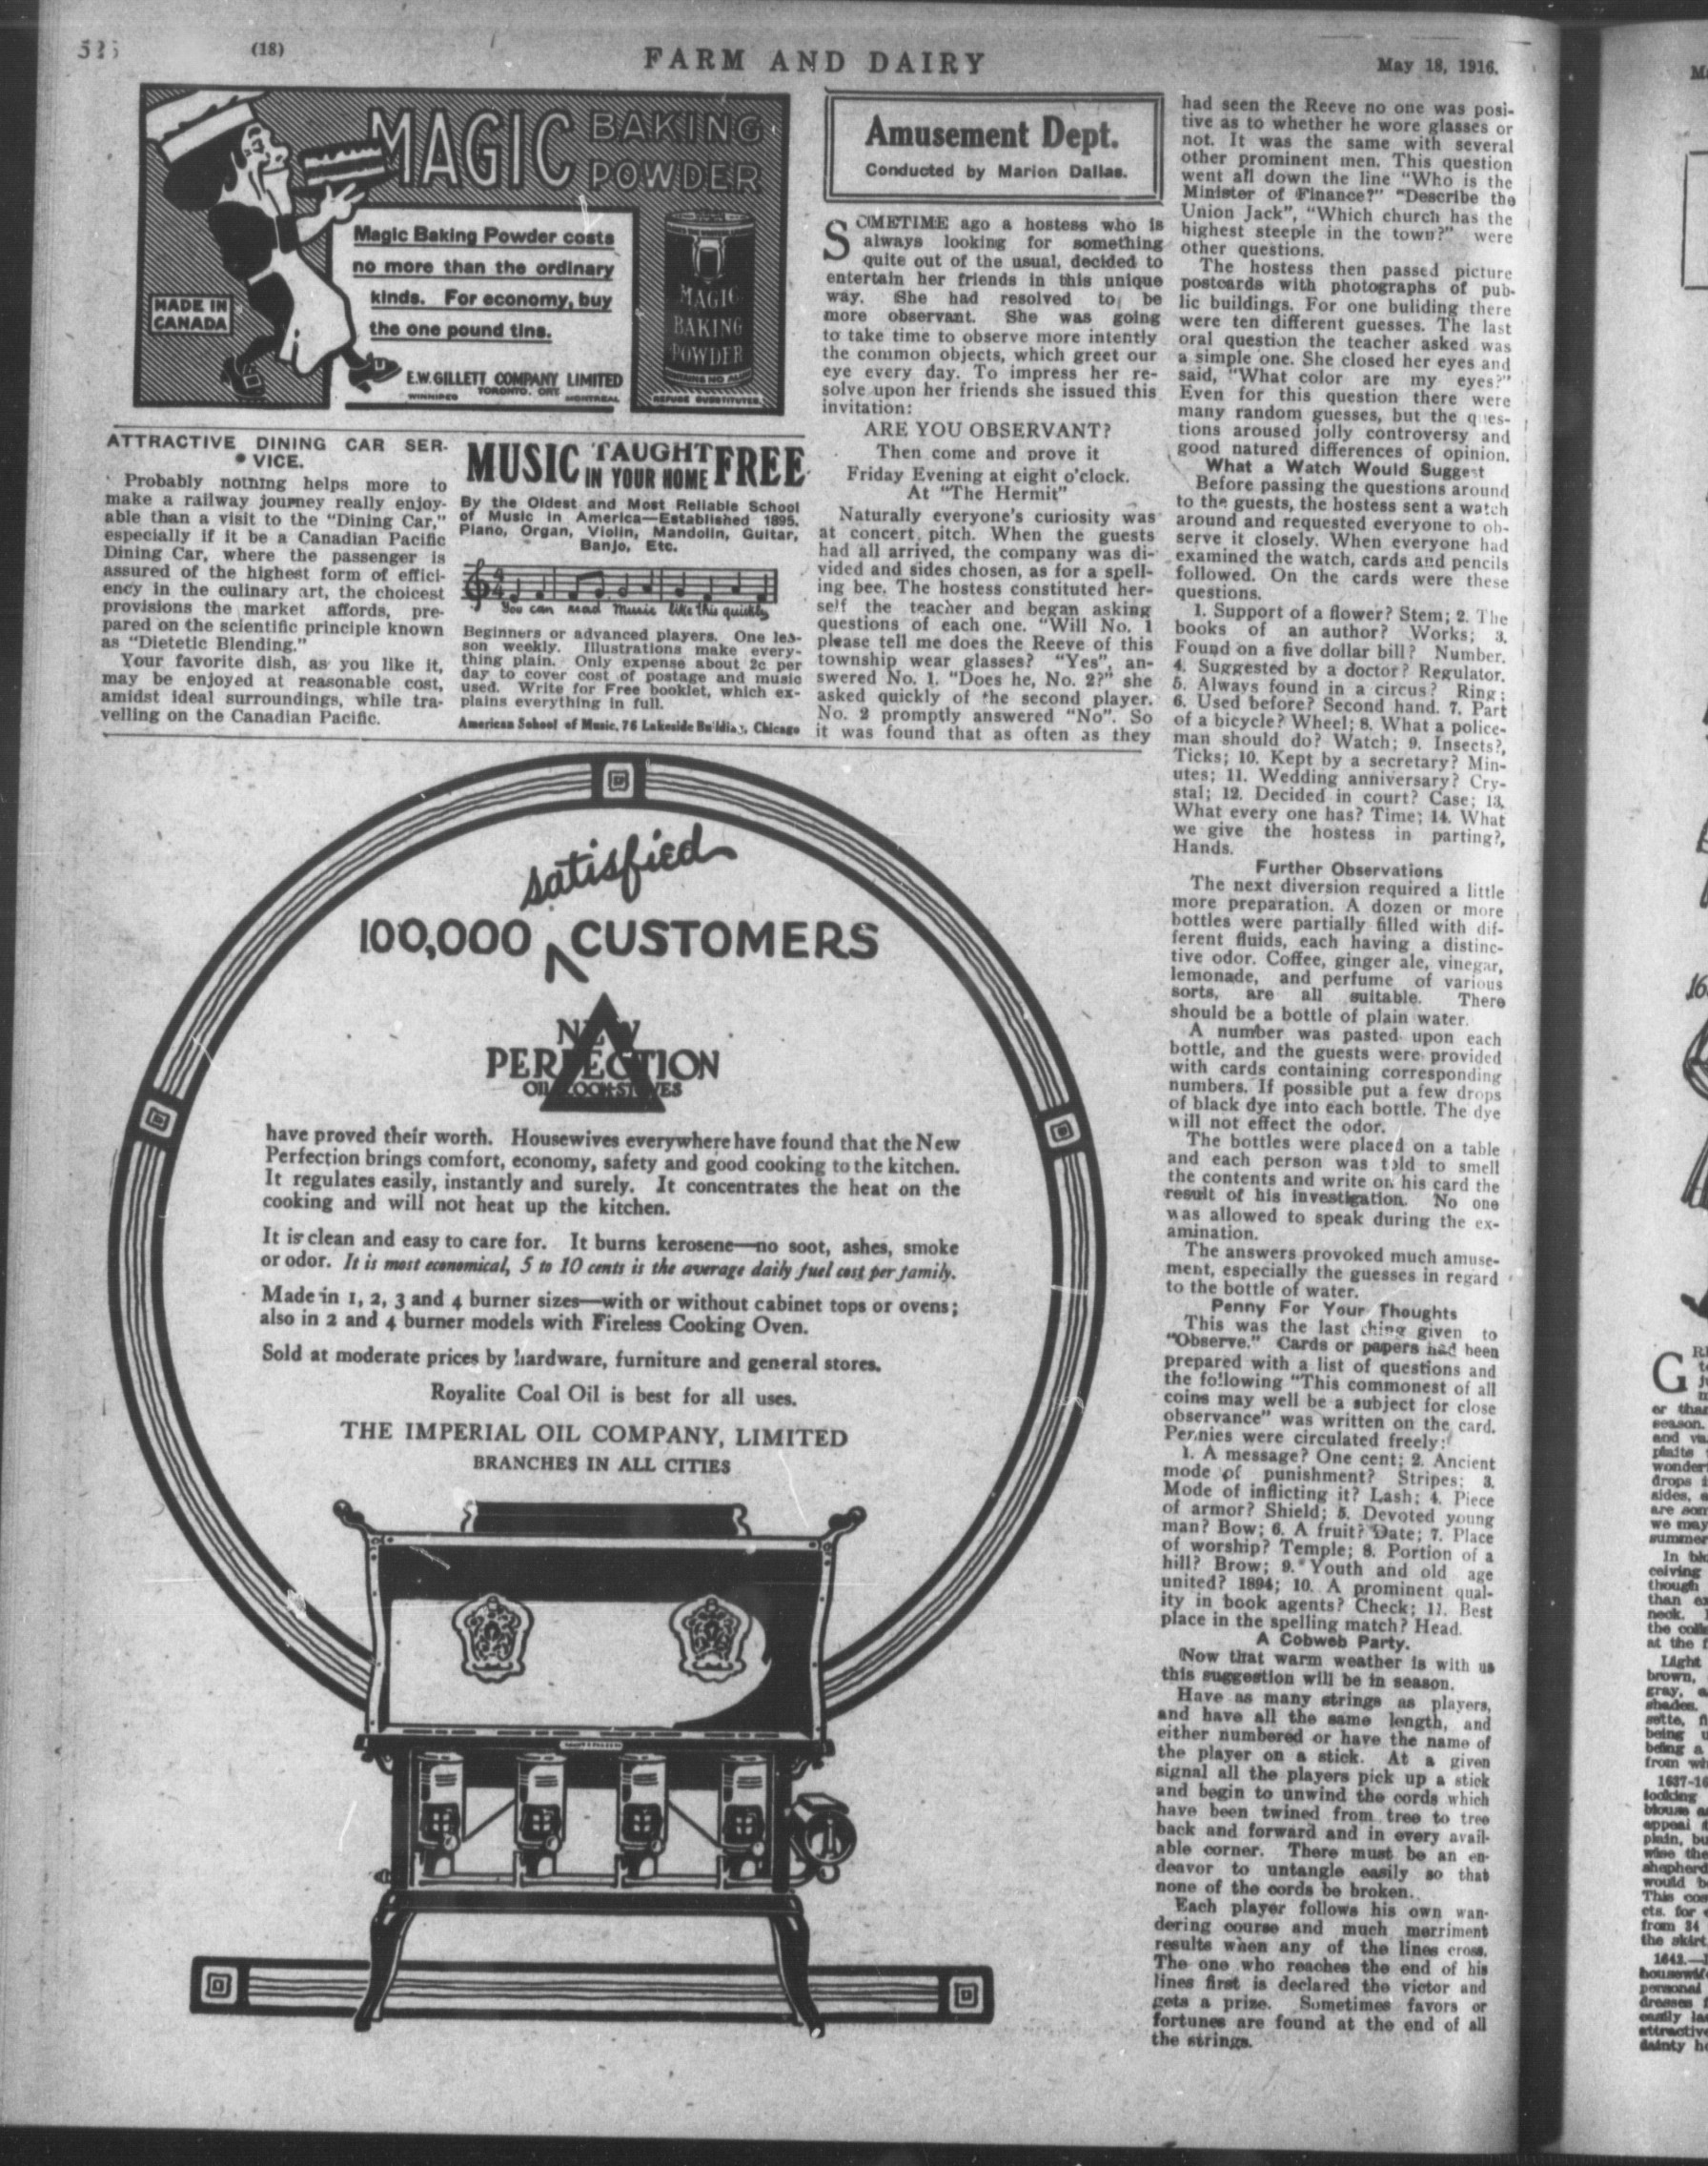 (18)
FARM AND DAIRY
May 18, 1916.
MAGIC BAKING
POWDER
Magic Baking Powder costs
no more than the ordinary
kinds. For economy, buy
the one pound tins.
MADE IN
CANADA
E.W. GILLETT COMPANY LIMITED
WINNIPEG TORONTO. ONT. MONTREAL
MAGIC
BAKING
POWDER
REFUSE SUBSTITUTES
ATTRACTIVE DINING CAR SER-
VICE.
Probably nothing helps more to
make a railway journey really enjoy-
able than a visit to the "Dining Car,"
especially if it be a Canadian Pacific
Dining Car, where the passenger is
assured of the highest form of effici-
ency in the culinary art, the choicest
provisions the market affords, pre-
pared on the scientific principle known
as "Dietetic Blending."
Your favorite dish, as you like it,
may be enjoyed at reasonable cost,
amidst ideal surroundings, while tra-
velling on the Canadian Pacific.
MUSIC TAUGHT FREE
IN YOUR HOME
By the Oldest and Most Reliable School
of Music in America—Established 1895.
Piano, Organ, Violin, Mandolin, Guitar,
Banjo, Etc.
You can read music like this quickly
Beginners or advanced players. One les-
son weekly. Illustrations make every-
thing plain. Only expense about 2c per
day to cover cost of postage and music
used. Write for Free booklet, which ex-
plains everything in full.
American School of Music, 76 Lakeside Building, Chicago
Amusement Dept.
Conducted by Marion Dallas.
SOMETIME ago a hostess who is
always looking for something
quite out of the usual, decided to
entertain her friends in this unique
way. She had resolved to be
more observant. She was going
to take time to observe more intently
the common objects, which greet our
eye every day. To impress her re-
solve upon her friends she issued this
invitation:
ARE YOU OBSERVANT?
Then come and prove it
Friday Evening at eight o'clock.
At "The Hermit"
Naturally everyone's curiosity was
at concert pitch. When the guests
had all arrived, the company was di-
vided and sides chosen, as for a spell-
ing bee. The hostess constituted her-
self the teacher and began asking
questions of each one. "Will No. 1
please tell me does the Reeve of this
township wear glasses? "Yes", an-
swered No. 1. "Does he, No. 2?" she
asked quickly of the second player.
No. 2 promptly answered "No". So
it was found that as often as they
had seen the Reeve no one was posi-
tive as to whether he wore glasses or
not. It was the same with several
other prominent men. This question
went all down the line "Who is the
Minister of Finance?" "Describe the
Union Jack", "Which church has the
highest steeple in the town?" were
other questions.
The hostess then passed picture
postcards with photographs of pub-
lic buildings. For one buliding there
were ten different guesses. The last
oral question the teacher asked was
a simple one. She closed her eyes and
said, "What color are my eyes?"
Even for this question there were
many random guesses, but the ques-
tions aroused jolly controversy and
good natured differences of opinion.
What a Watch Would Suggest
Before passing the questions around
to the guests, the hostess sent a watch
around and requested everyone to ob-
serve it closely. When everyone had
examined the watch, cards and pencils
followed. On the cards were these
questions.
1. Support of a flower? Stem; 2. The
books of an author? Works; 3.
Found on a five dollar bill? Number.
4. Suggested by a doctor? Regulator.
5. Always found in a circus? Ring;
6. Used before? Second hand. 7. Part
of a bicycle? Wheel; 8. What a police-
man should do? Watch; 9. Insects?,
Ticks; 10. Kept by a secretary? Min-
utes; 11. Wedding anniversary? Cry-
stal; 12. Decided in court? Case; 13.
What every one has? Time; 14. What
we give the hostess in parting?,
Hands.
Further Observations
The next diversion required a little
more preparation. A dozen or more
bottles were partially filled with dif-
ferent fluids, each having a distinc-
tive odor. Coffee, ginger ale, vinegar,
lemonade, and perfume of various
sorts, are all suitable. There
should be a bottle of plain water.
A number was pasted upon each
bottle, and the guests were provided
with cards containing corresponding
numbers. If possible put a few drops
of black dye into each bottle. The dye
will not effect the odor.
The bottles were placed on a table
and each person was told to smell
the contents and write on his card the
result of his investigation. No one
was allowed to speak during the ex-
amination.
The answers provoked much amuse-
ment, especially the guesses in regard
to the bottle of water.
Penny For Your Thoughts
This was the last thing given to
"Observe." Cards or papers had been
prepared with a list of questions and
the following "This commonest of all
coins may well be a subject for close
observance" was written on the card.
Pennies were circulated freely:
1. A message? One cent; 2. Ancient
mode of punishment? Stripes; 3.
Mode of inflicting it? Lash; 4. Piece
of armor? Shield; 5. Devoted young
man? Bow; 6. A fruit? Date; 7. Place
of worship? Temple; 8. Portion of a
hill? Brow; 9. Youth and old age
united? 1894; 10. A prominent qual-
ity in book agents? Check; 11. Best
place in the spelling match? Head.
A Cobweb Party.
Now that warm weather is with us
this suggestion will be in season.
Have as many strings as players,
and have all the same length, and
either numbered or have the name of
the player on a stick. At a given
signal all the players pick up a stick
and begin to unwind the cords which
have been twined from tree to tree
back and forward and in every avail-
able corner. There must be an en-
deavor to untangle easily so that
none of the cords be broken.
Each player follows his own wan-
dering course and much merriment
results when any of the lines cross.
The one who reaches the end of his
lines first is declared the victor and
gets a prize. Sometimes favors or
fortunes are found at the end of all
the strings.
satisfied
100,000 CUSTOMERS
NEW
PERFECTION
OIL COOK-STOVES
have proved their worth. Housewives everywhere have found that the New
Perfection brings comfort, economy, safety and good cooking to the kitchen.
It regulates easily, instantly and surely. It concentrates the heat on the
cooking and will not heat up the kitchen.
It is clean and easy to care for. It burns kerosene—no soot, ashes, smoke
or odor. It is most economical, 5 to 10 cents is the average daily fuel cost per family.
Made in 1, 2, 3 and 4 burner sizes—with or without cabinet tops or ovens;
also in 2 and 4 burner models with Fireless Cooking Oven.
Sold at moderate prices by hardware, furniture and general stores.
Royalite Coal Oil is best for all uses.
THE IMPERIAL OIL COMPANY, LIMITED
BRANCHES IN ALL CITIES